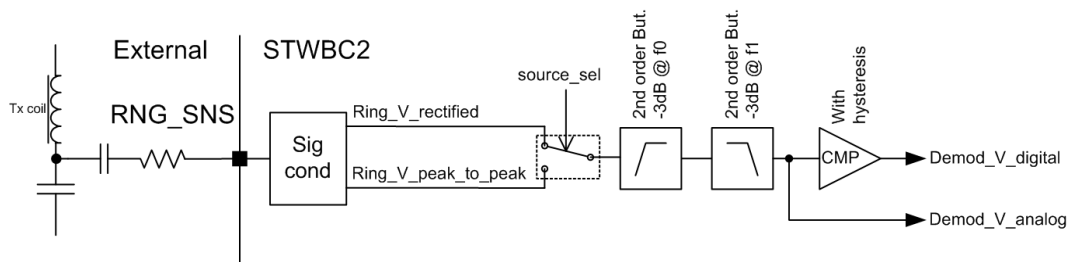 External
STWBC2
Tx coil
RNG_SNS
Sig
cond
Ring_V_rectified
Ring_V_peak_to_peak
source_sel
2nd order But.
-3dB @ f0
2nd order But.
-3dB @ f1
With
hysteresis
CMP
Demod_V_digital
Demod_V_analog